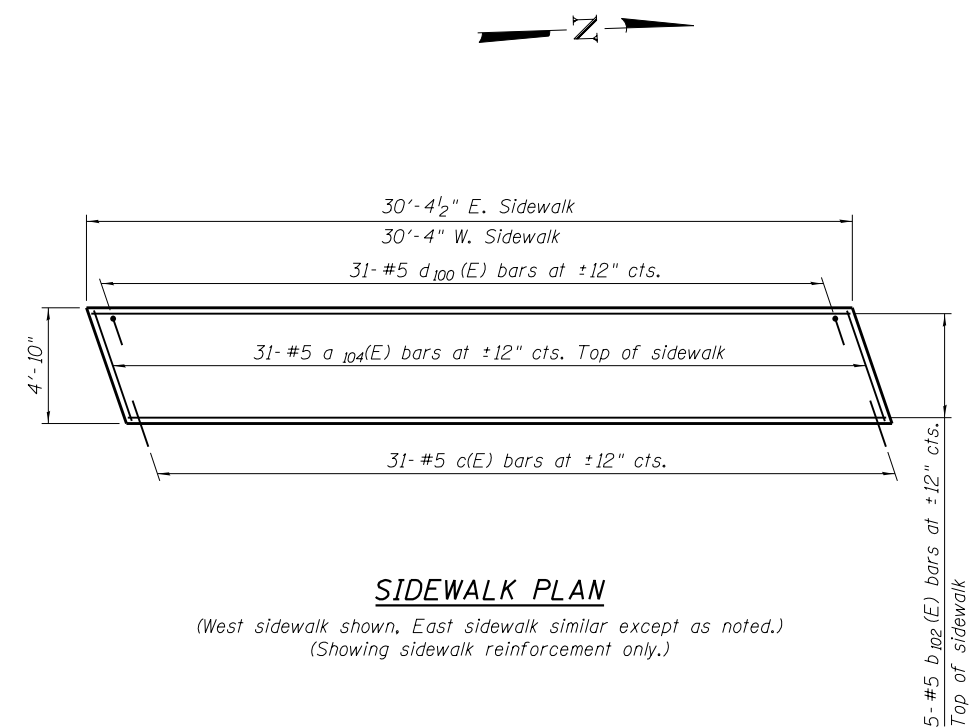 N
30'-4 1/2" E. Sidewalk
30'-4" W. Sidewalk
31-#5 d100(E) bars at ±12" cts.
4'-10"
31-#5 a104(E) bars at ±12" cts. Top of sidewalk
31-#5 c(E) bars at ±12" cts.
5-#5 b102(E) bars at ±12" cts.
Top of sidewalk
SIDEWALK PLAN
(West sidewalk shown, East sidewalk similar except as noted.)
(Showing sidewalk reinforcement only.)